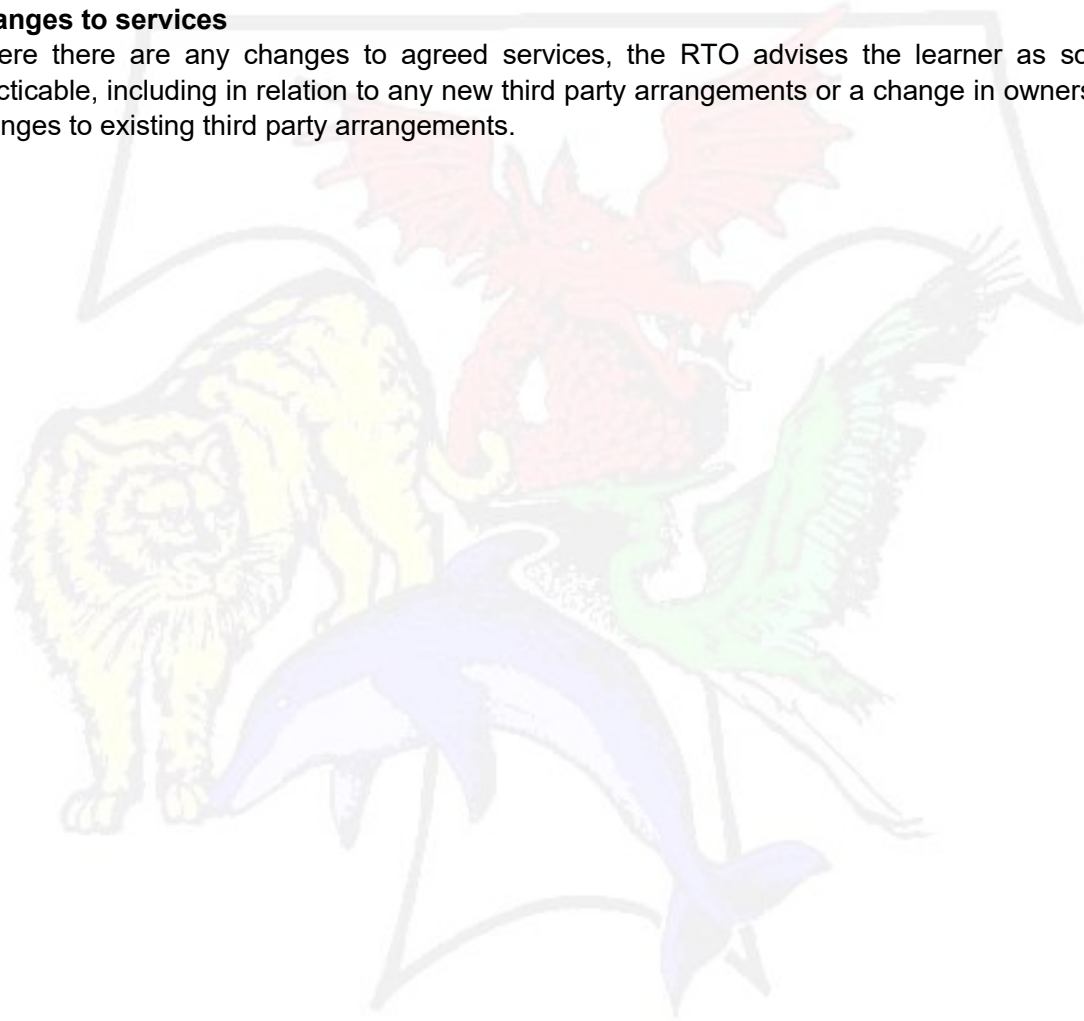 anges to services
ere there are any changes to agreed services, the RTO advises the learner as so
cticable, including in relation to any new third party arrangements or a change in owners
nges to existing third party arrangements.